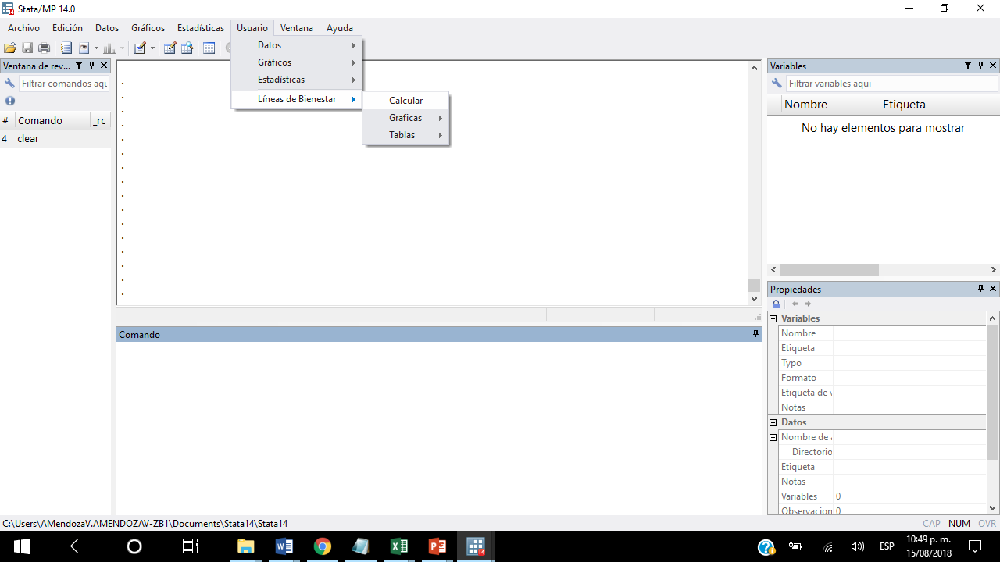 Stata/MP 14.0
Archivo Edición Datos Gráficos Estadísticas Usuario Ventana Ayuda
Datos
Gráficos
Estadísticas
Líneas de Bienestar
Calcular
Graficas
Tablas
Ventana de rev...
Filtrar comandos aqu
# Comando _rc
4 clear
Comando
Variables
Filtrar variables aqui
Nombre Etiqueta
No hay elementos para mostrar
Propiedades
Variables
Nombre
Etiqueta
Typo
Formato
Etiqueta de v
Notas
Datos
Nombre de a
Directorio
Etiqueta
Notas
Variables 0
Observacion 0
C:\Users\AMendozaV.AMENDOZAV-ZB1\Documents\Stata14\Stata14
CAP NUM OVR
ESP
10:49 p. m.
15/08/2018